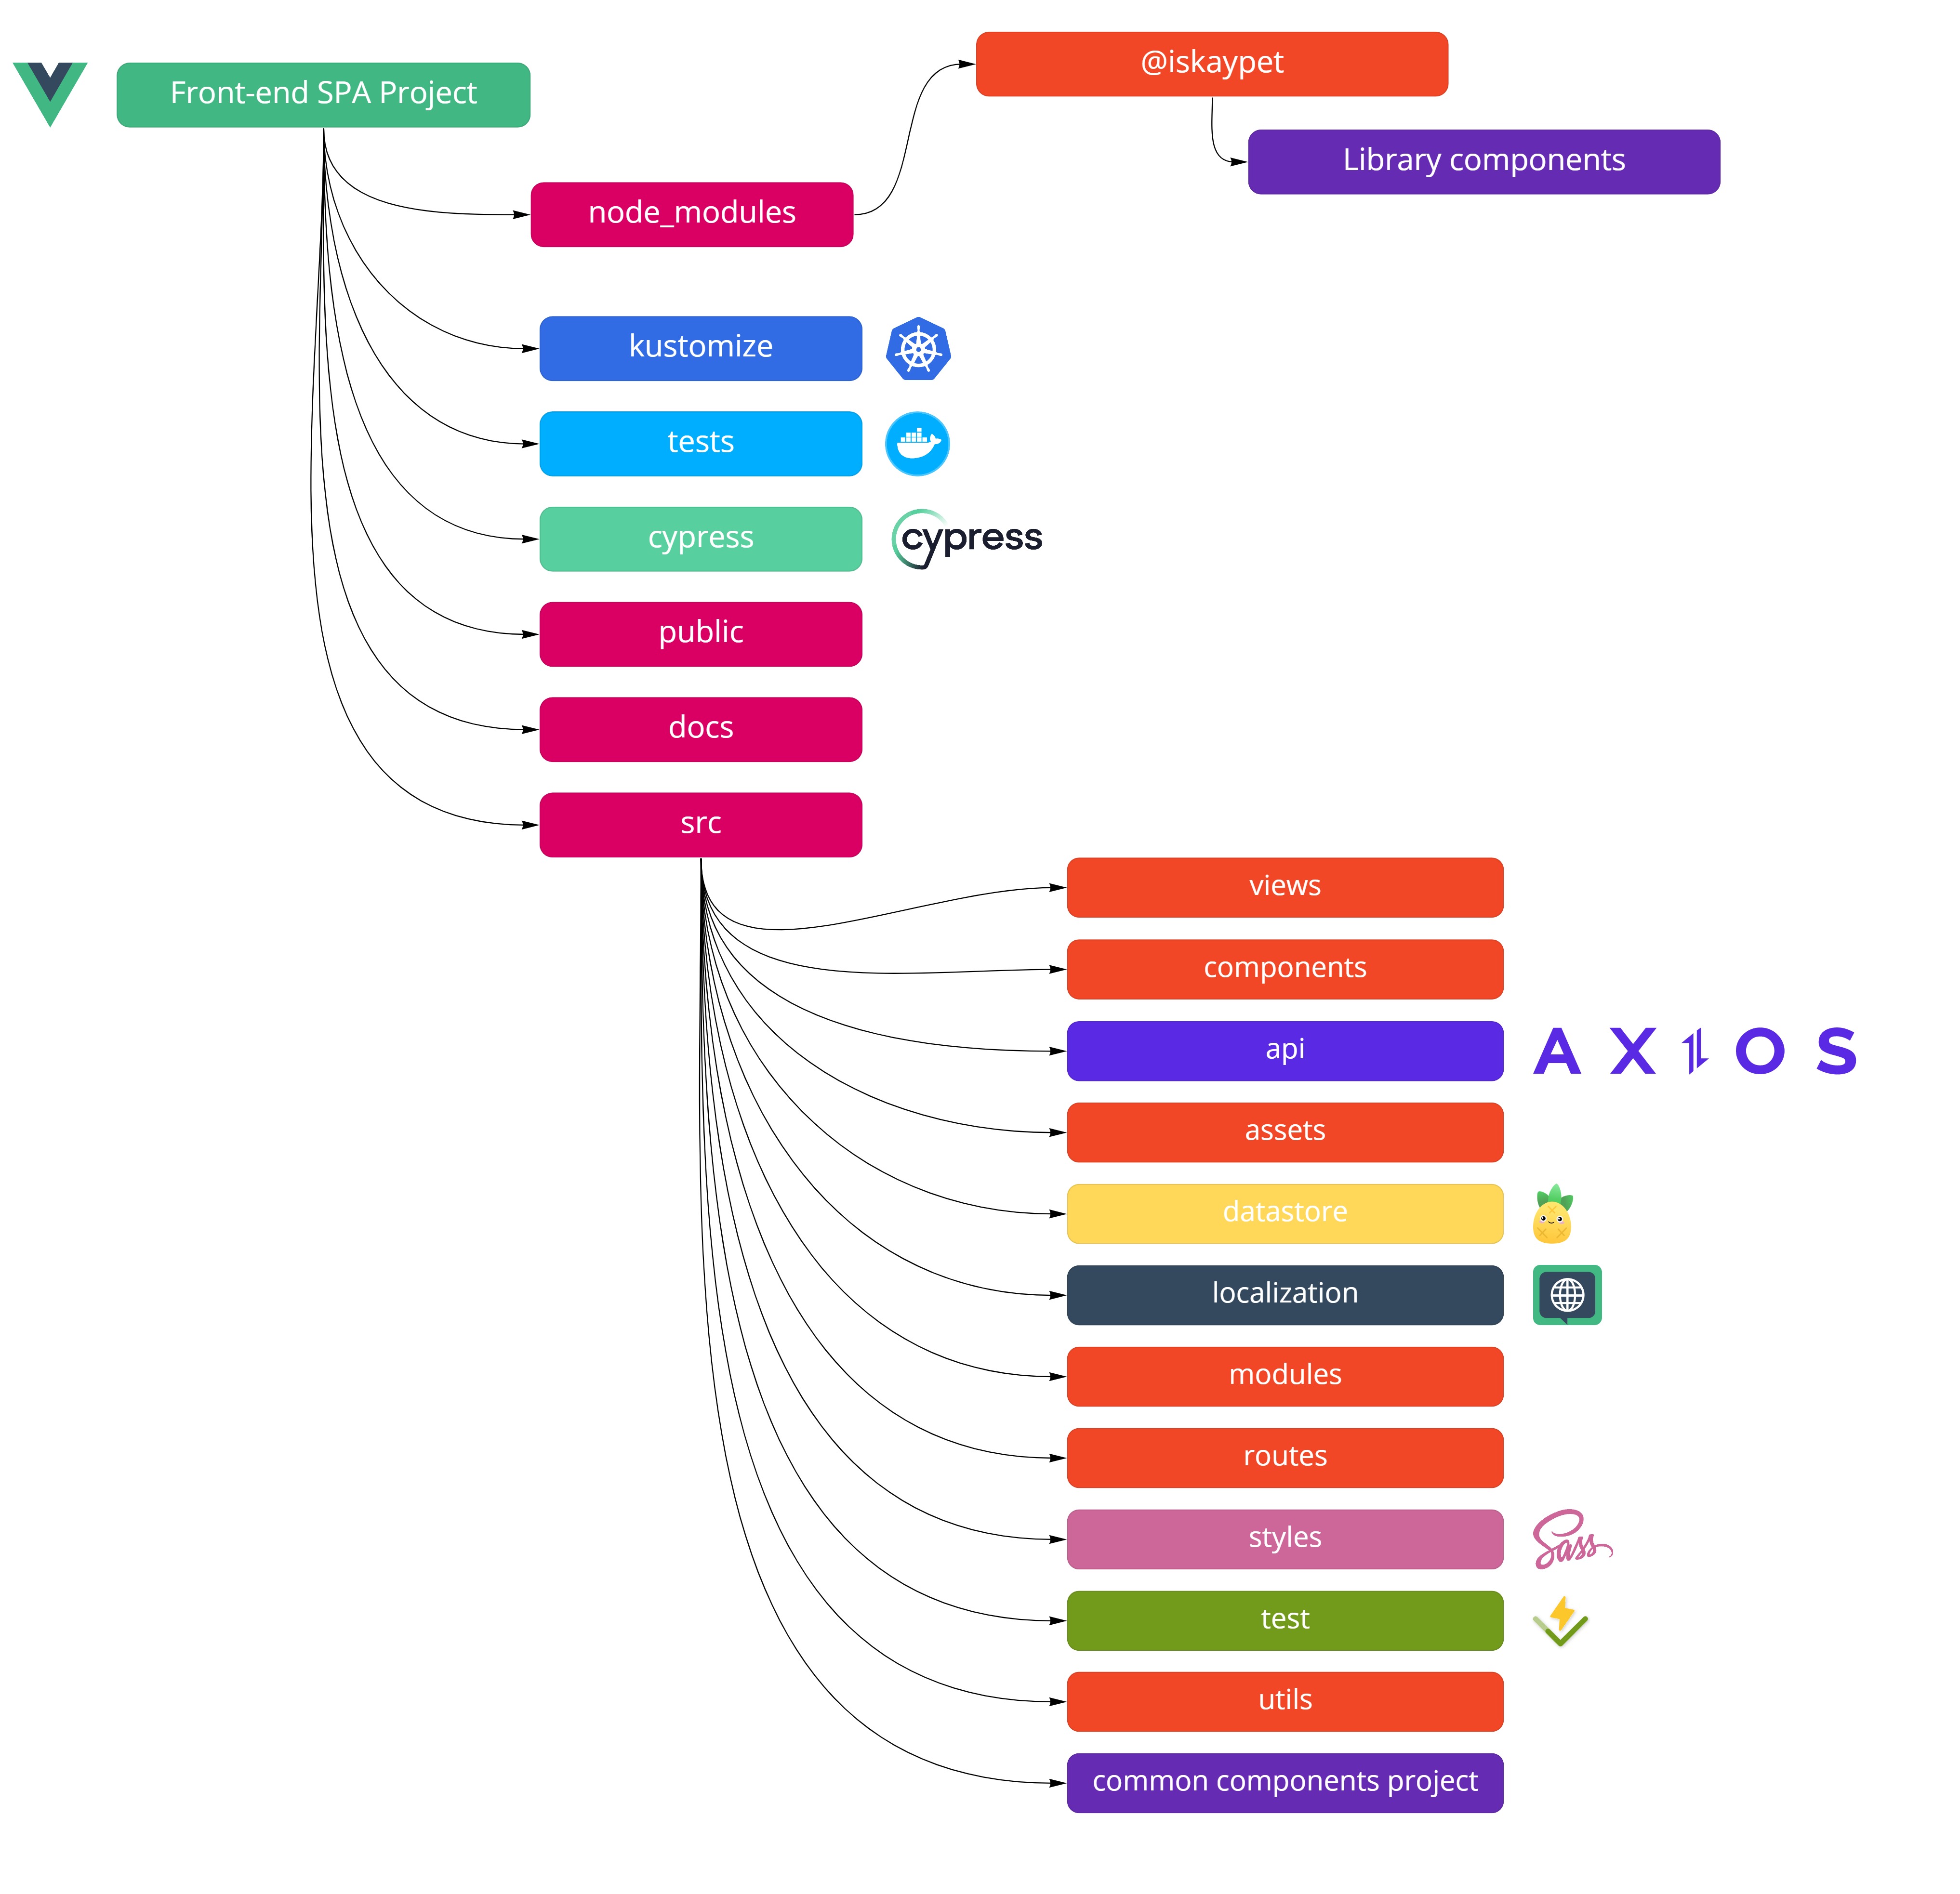 Front-end SPA Project
@iskaypet
Library components
node_modules
kustomize
tests
cypress
cypress
public
docs
src
views
components
api
AXIOS
assets
datastore
localization
modules
routes
styles
Sass
test
utils
common components project